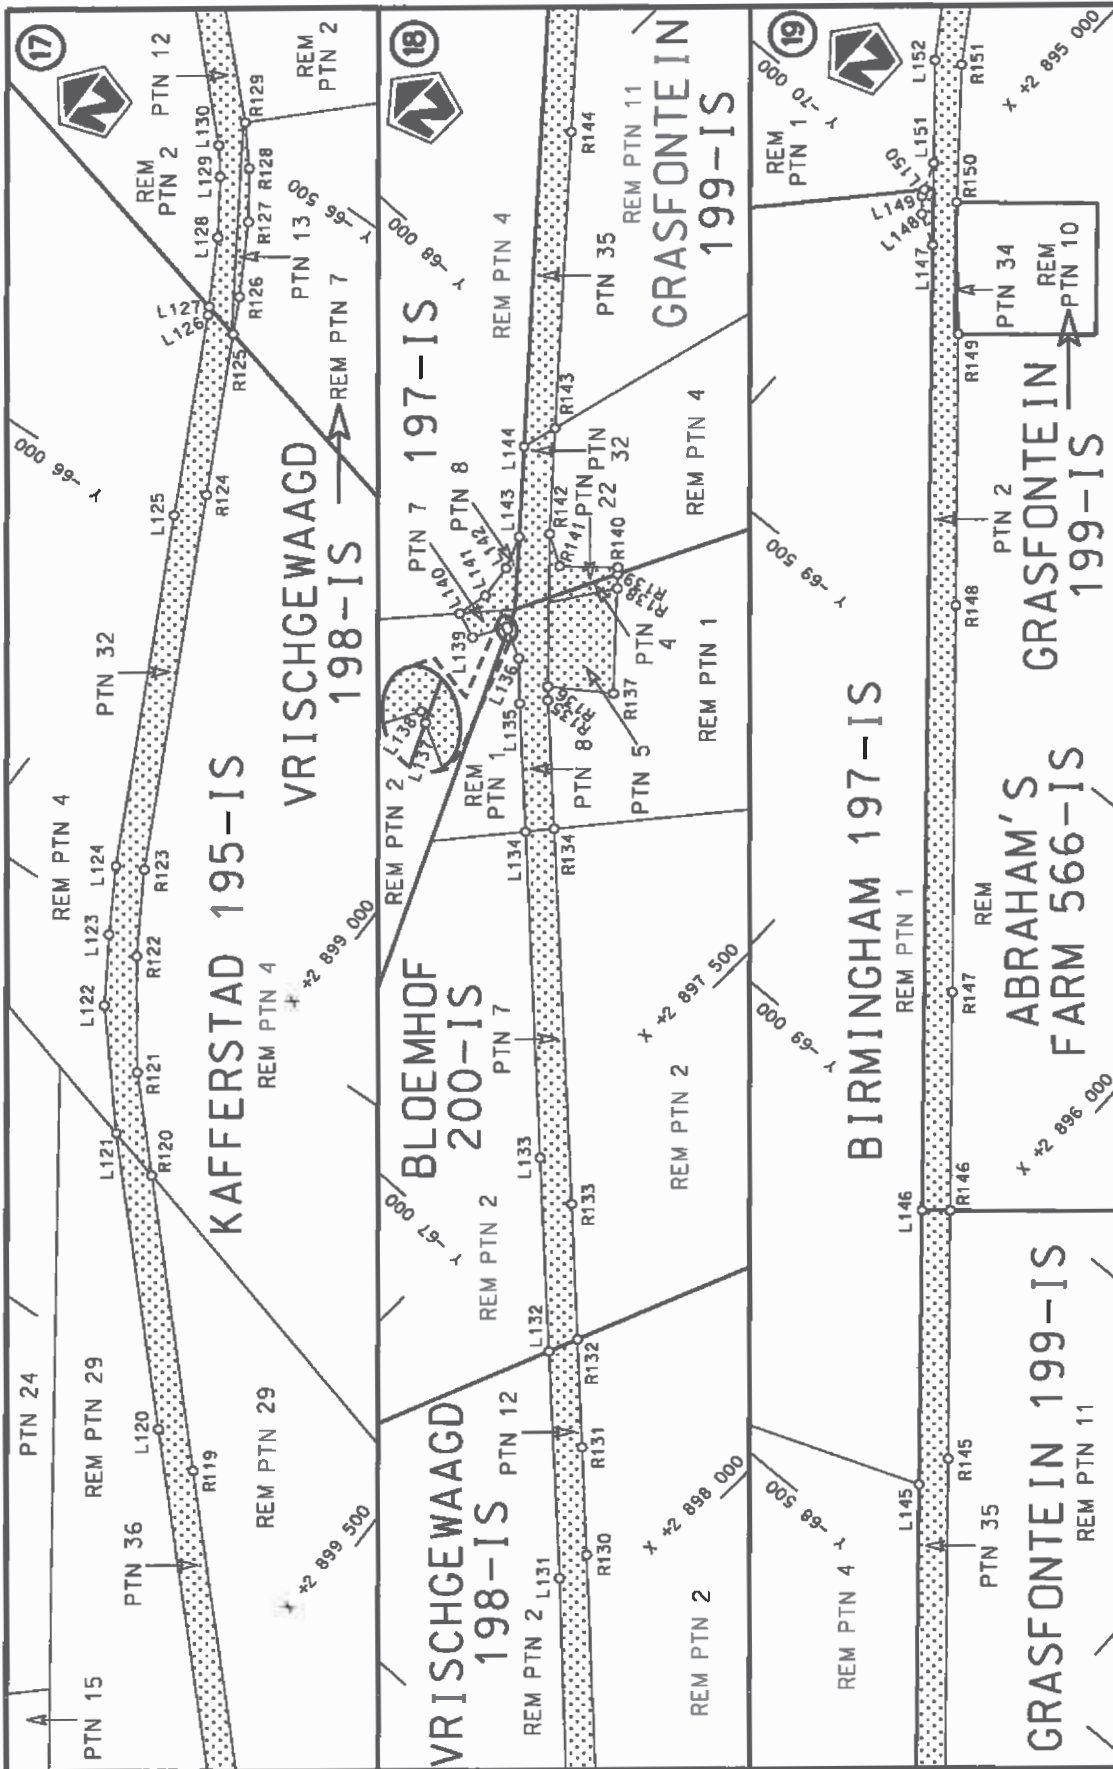 17
PTN 15
PTN 24
REM PTN 29
PTN 36
REM PTN 29
L120
R119
+2 899 500
L121
R120
R121
L122
R122
L123
L124
R123
REM PTN 4
KAFFERSTAD 195-IS
REM PTN 4
+2 899 000
PTN 32
Y -66 000
L125
R124
VRISCHGEWAAGD
198-IS
REM PTN 7
L126
L127
R125
R126
L128
R127
PTN 13
Y -66 500
L129
R128
L130
R129
REM
PTN 2
PTN 12
REM
PTN 2
18
VRISCHGEWAAGD
198-IS
REM PTN 2
PTN 12
L131
R130
R131
REM PTN 2
X +2 898 000
L132
R132
REM PTN 2
Y -67 000
L133
R133
BLOEMHOF
200-IS
PTN 7
REM PTN 2
X +2 897 500
L134
R134
REM PTN 2
REM
PTN 1
PTN 8
L135
L136
L137
L138
R135
R136
R137
PTN 5
PTN 4
REM PTN 1
L139
L140
L141
L142
L143
PTN 7
PTN 8
R138
R139
R140
R141
R142
PTN
22
PTN
32
REM PTN 4
L144
R143
197-IS
REM PTN 4
Y -68 000
PTN 35
R144
REM PTN 11
GRASFONTEIN
199-IS
19
GRASFONTEIN 199-IS
REM PTN 11
PTN 35
REM PTN 4
Y -68 500
L145
R145
L146
R146
BIRMINGHAM 197-IS
REM PTN 1
Y -69 000
X +2 896 000
R147
REM
ABRAHAM'S
FARM 566-IS
R148
Y -69 500
PTN 2
GRASFONTEIN
199-IS
R149
PTN 34
REM
PTN 10
L147
L148
L149
L150
R150
L151
REM
PTN 1
Y -70 000
L152
R151
X +2 895 000